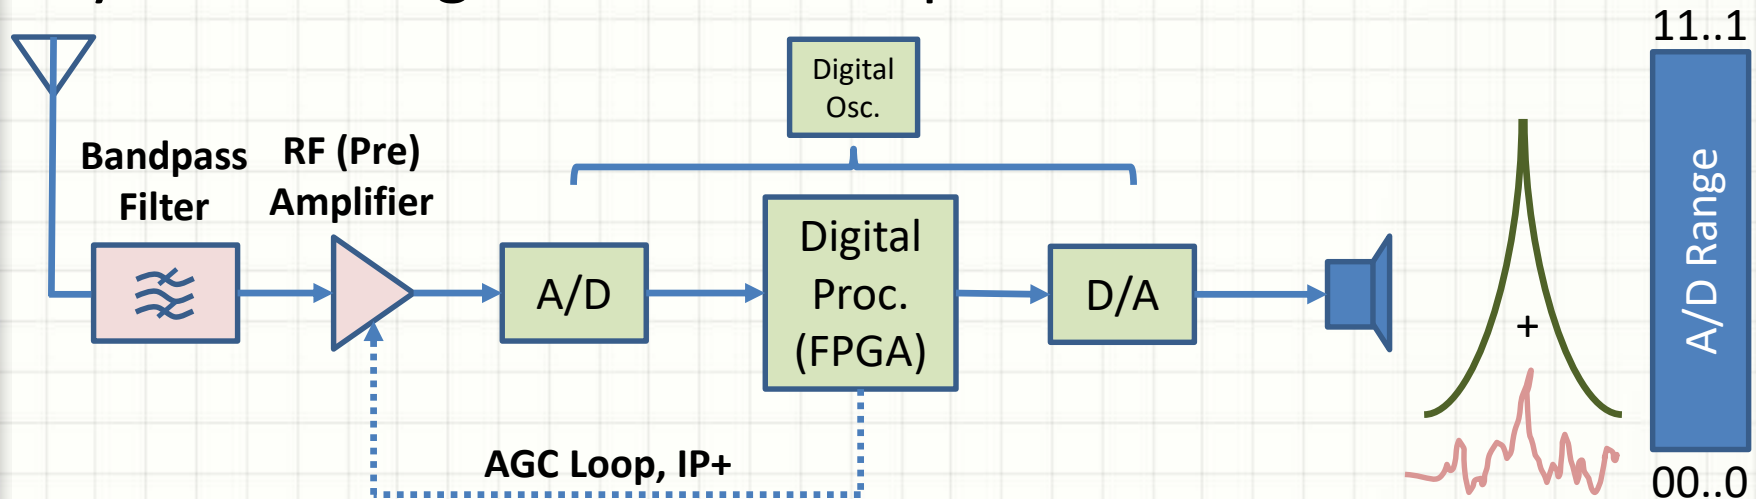 11..1
Digital
Osc.
Bandpass
Filter
RF (Pre)
Amplifier
A/D
Digital
Proc.
(FPGA)
D/A
+
A/D Range
AGC Loop, IP+
00..0